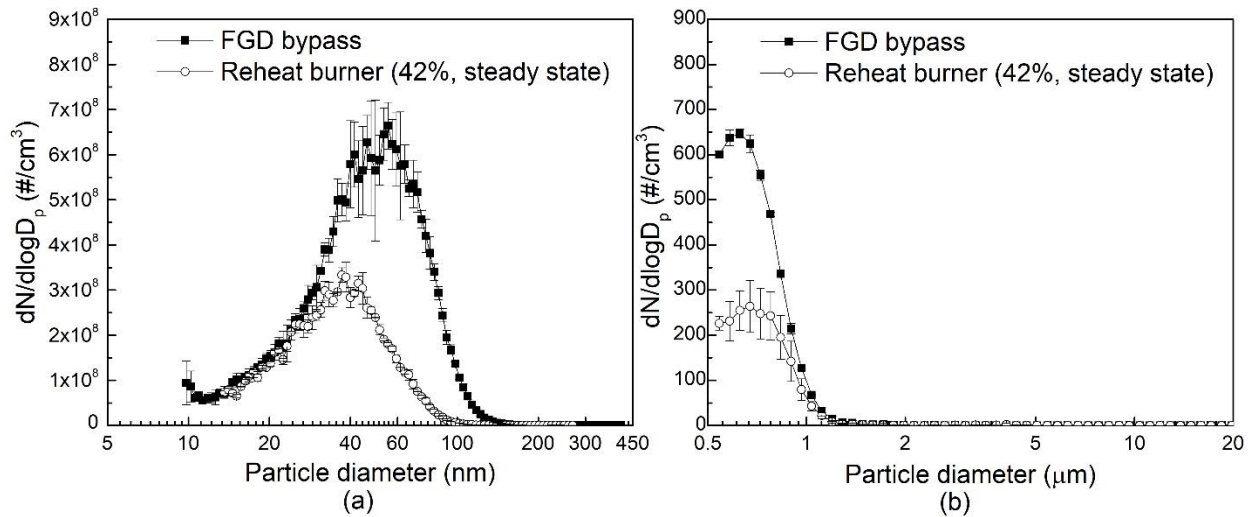 9x10⁸
8x10⁸
7x10⁸
6x10⁸
5x10⁸
4x10⁸
3x10⁸
2x10⁸
1x10⁸
0
dN/dlogDₚ (#/cm³)
FGD bypass
Reheat burner (42%, steady state)
5 10 20 40 60 100 200 300 450
Particle diameter (nm)
(a)
900
800
700
600
500
400
300
200
100
0
dN/dlogDₚ (#/cm³)
FGD bypass
Reheat burner (42%, steady state)
0.5 1 2 5 10 20
Particle diameter (μm)
(b)